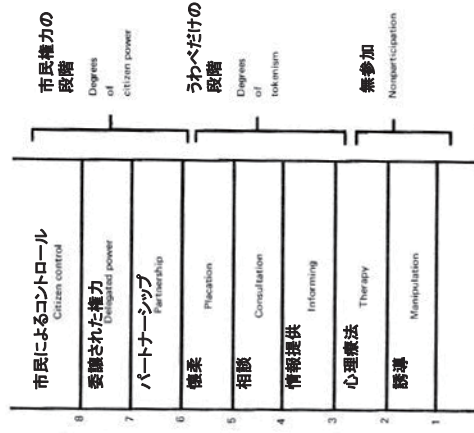 8
市民によるコントロール
Citizen control
7
委譲された権力
Delegated power
6
パートナーシップ
Partnership
5
懐柔
Placation
4
相談
Consultation
3
情報提供
Informing
2
心理療法
Therapy
1
誘導
Manipulation
市民権力の
段階
Degrees
of
citizen power
うわべだけの
段階
Degrees
of
tokenism
無参加
Nonparticipation